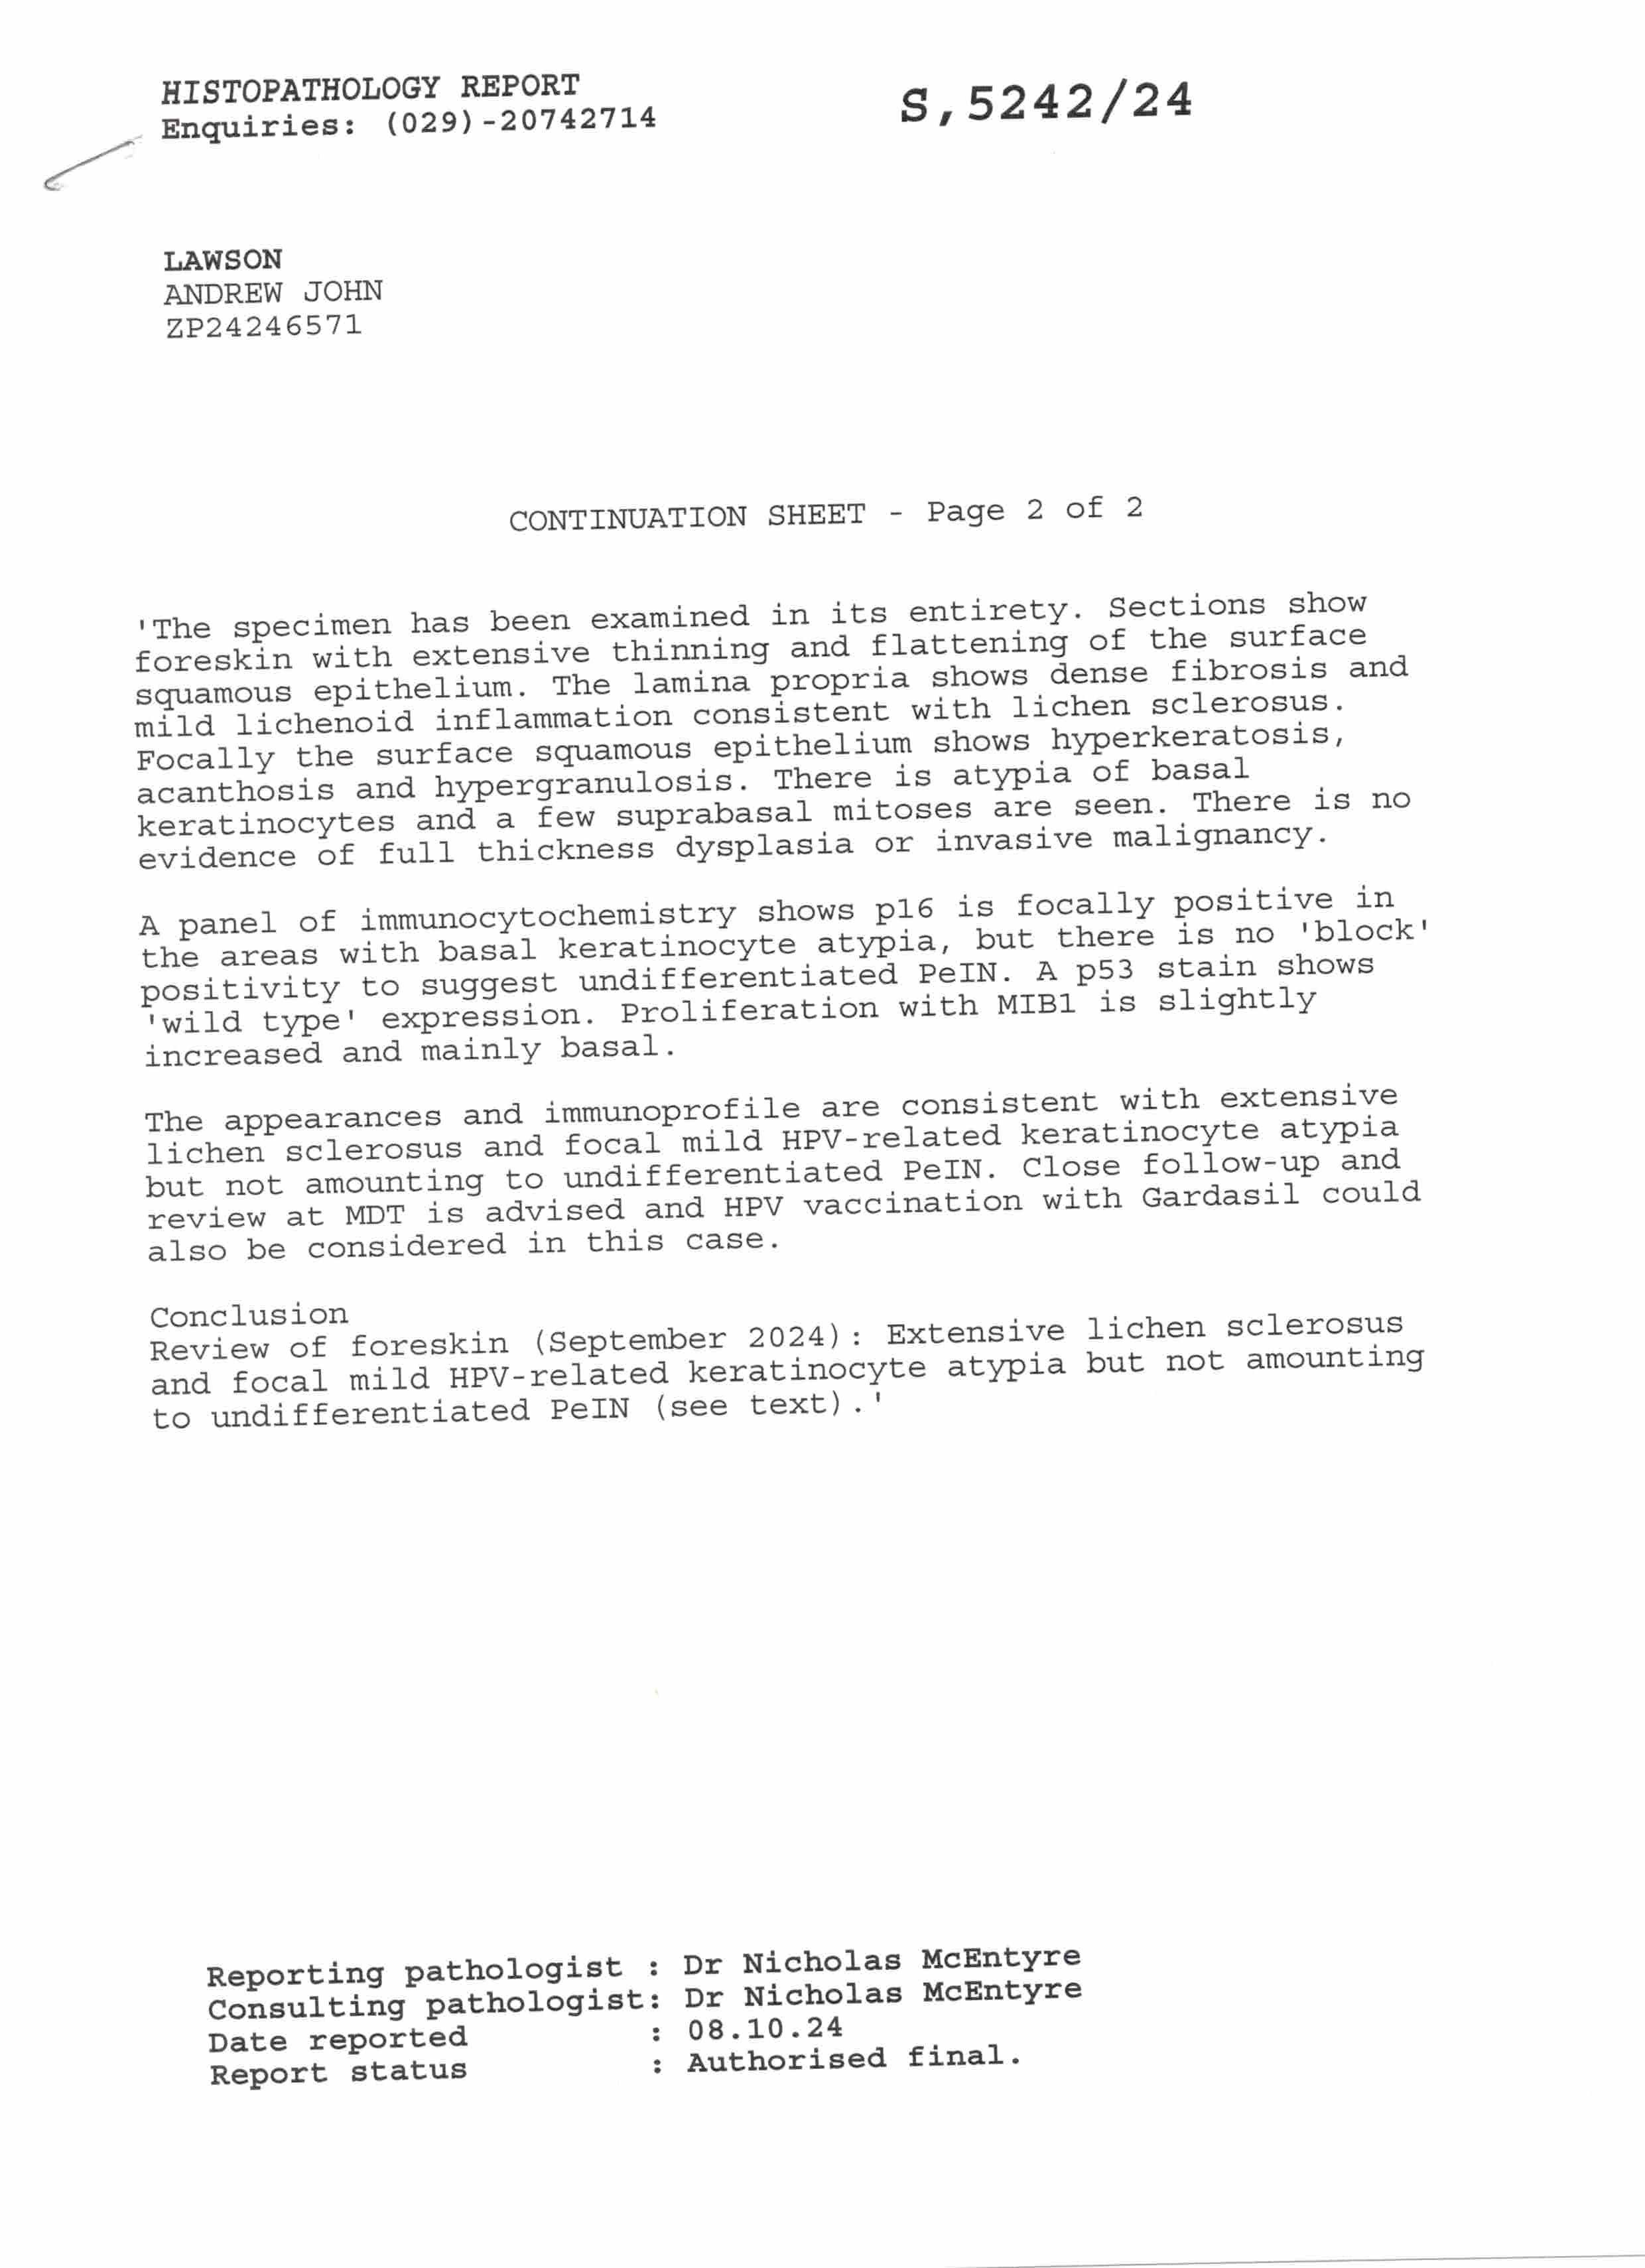 HISTOPATHOLOGY REPORT
Enquiries: (029)-20742714
S,5242/24
LAWSON
ANDREW JOHN
ZP24246571
CONTINUATION SHEET - Page 2 of 2
'The specimen has been examined in its entirety. Sections show
foreskin with extensive thinning and flattening of the surface
squamous epithelium. The lamina propria shows dense fibrosis and
mild lichenoid inflammation consistent with lichen sclerosus.
Focally the surface squamous epithelium shows hyperkeratosis,
acanthosis and hypergranulosis. There is atypia of basal
keratinocytes and a few suprabasal mitoses are seen. There is no
evidence of full thickness dysplasia or invasive malignancy.
A panel of immunocytochemistry shows p16 is focally positive in
the areas with basal keratinocyte atypia, but there is no 'block'
positivity to suggest undifferentiated PeIN. A p53 stain shows
'wild type' expression. Proliferation with MIB1 is slightly
increased and mainly basal.
The appearances and immunoprofile are consistent with extensive
lichen sclerosus and focal mild HPV-related keratinocyte atypia
but not amounting to undifferentiated PeIN. Close follow-up and
review at MDT is advised and HPV vaccination with Gardasil could
also be considered in this case.
Conclusion
Review of foreskin (September 2024): Extensive lichen sclerosus
and focal mild HPV-related keratinocyte atypia but not amounting
to undifferentiated PeIN (see text).'
Reporting pathologist : Dr Nicholas McEntyre
Consulting pathologist: Dr Nicholas McEntyre
Date reported : 08.10.24
Report status : Authorised final.